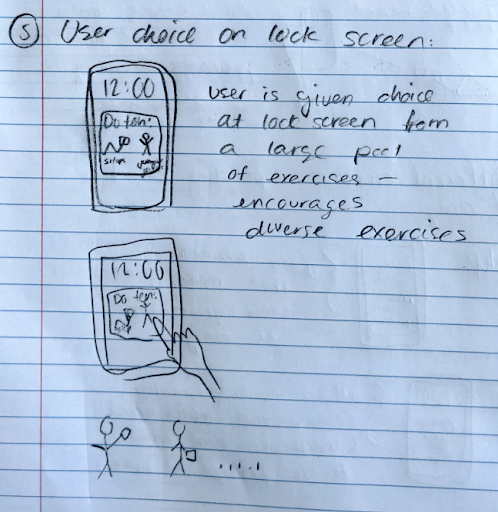 ⑤ User choice on lock screen:
12:00
Do ten:
situps
user is given choice
at lock screen from
a large pool
of exercises —
encourages
diverse exercises
12:00
Do ten: